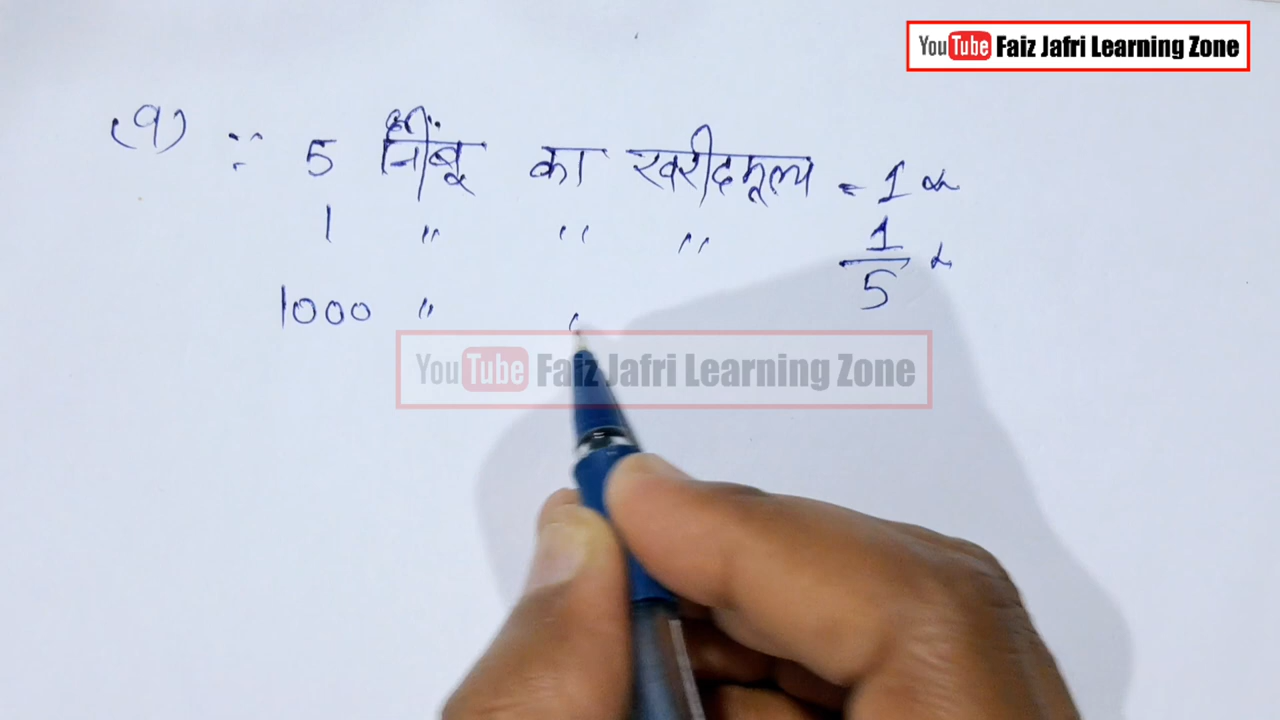 YouTube Faiz Jafri Learning Zone
(9) ∵ 5 नींबू का खरीदमूल्य = 1 ₹
1 " " " 1/5 ₹
1000 " "
YouTube Faiz Jafri Learning Zone